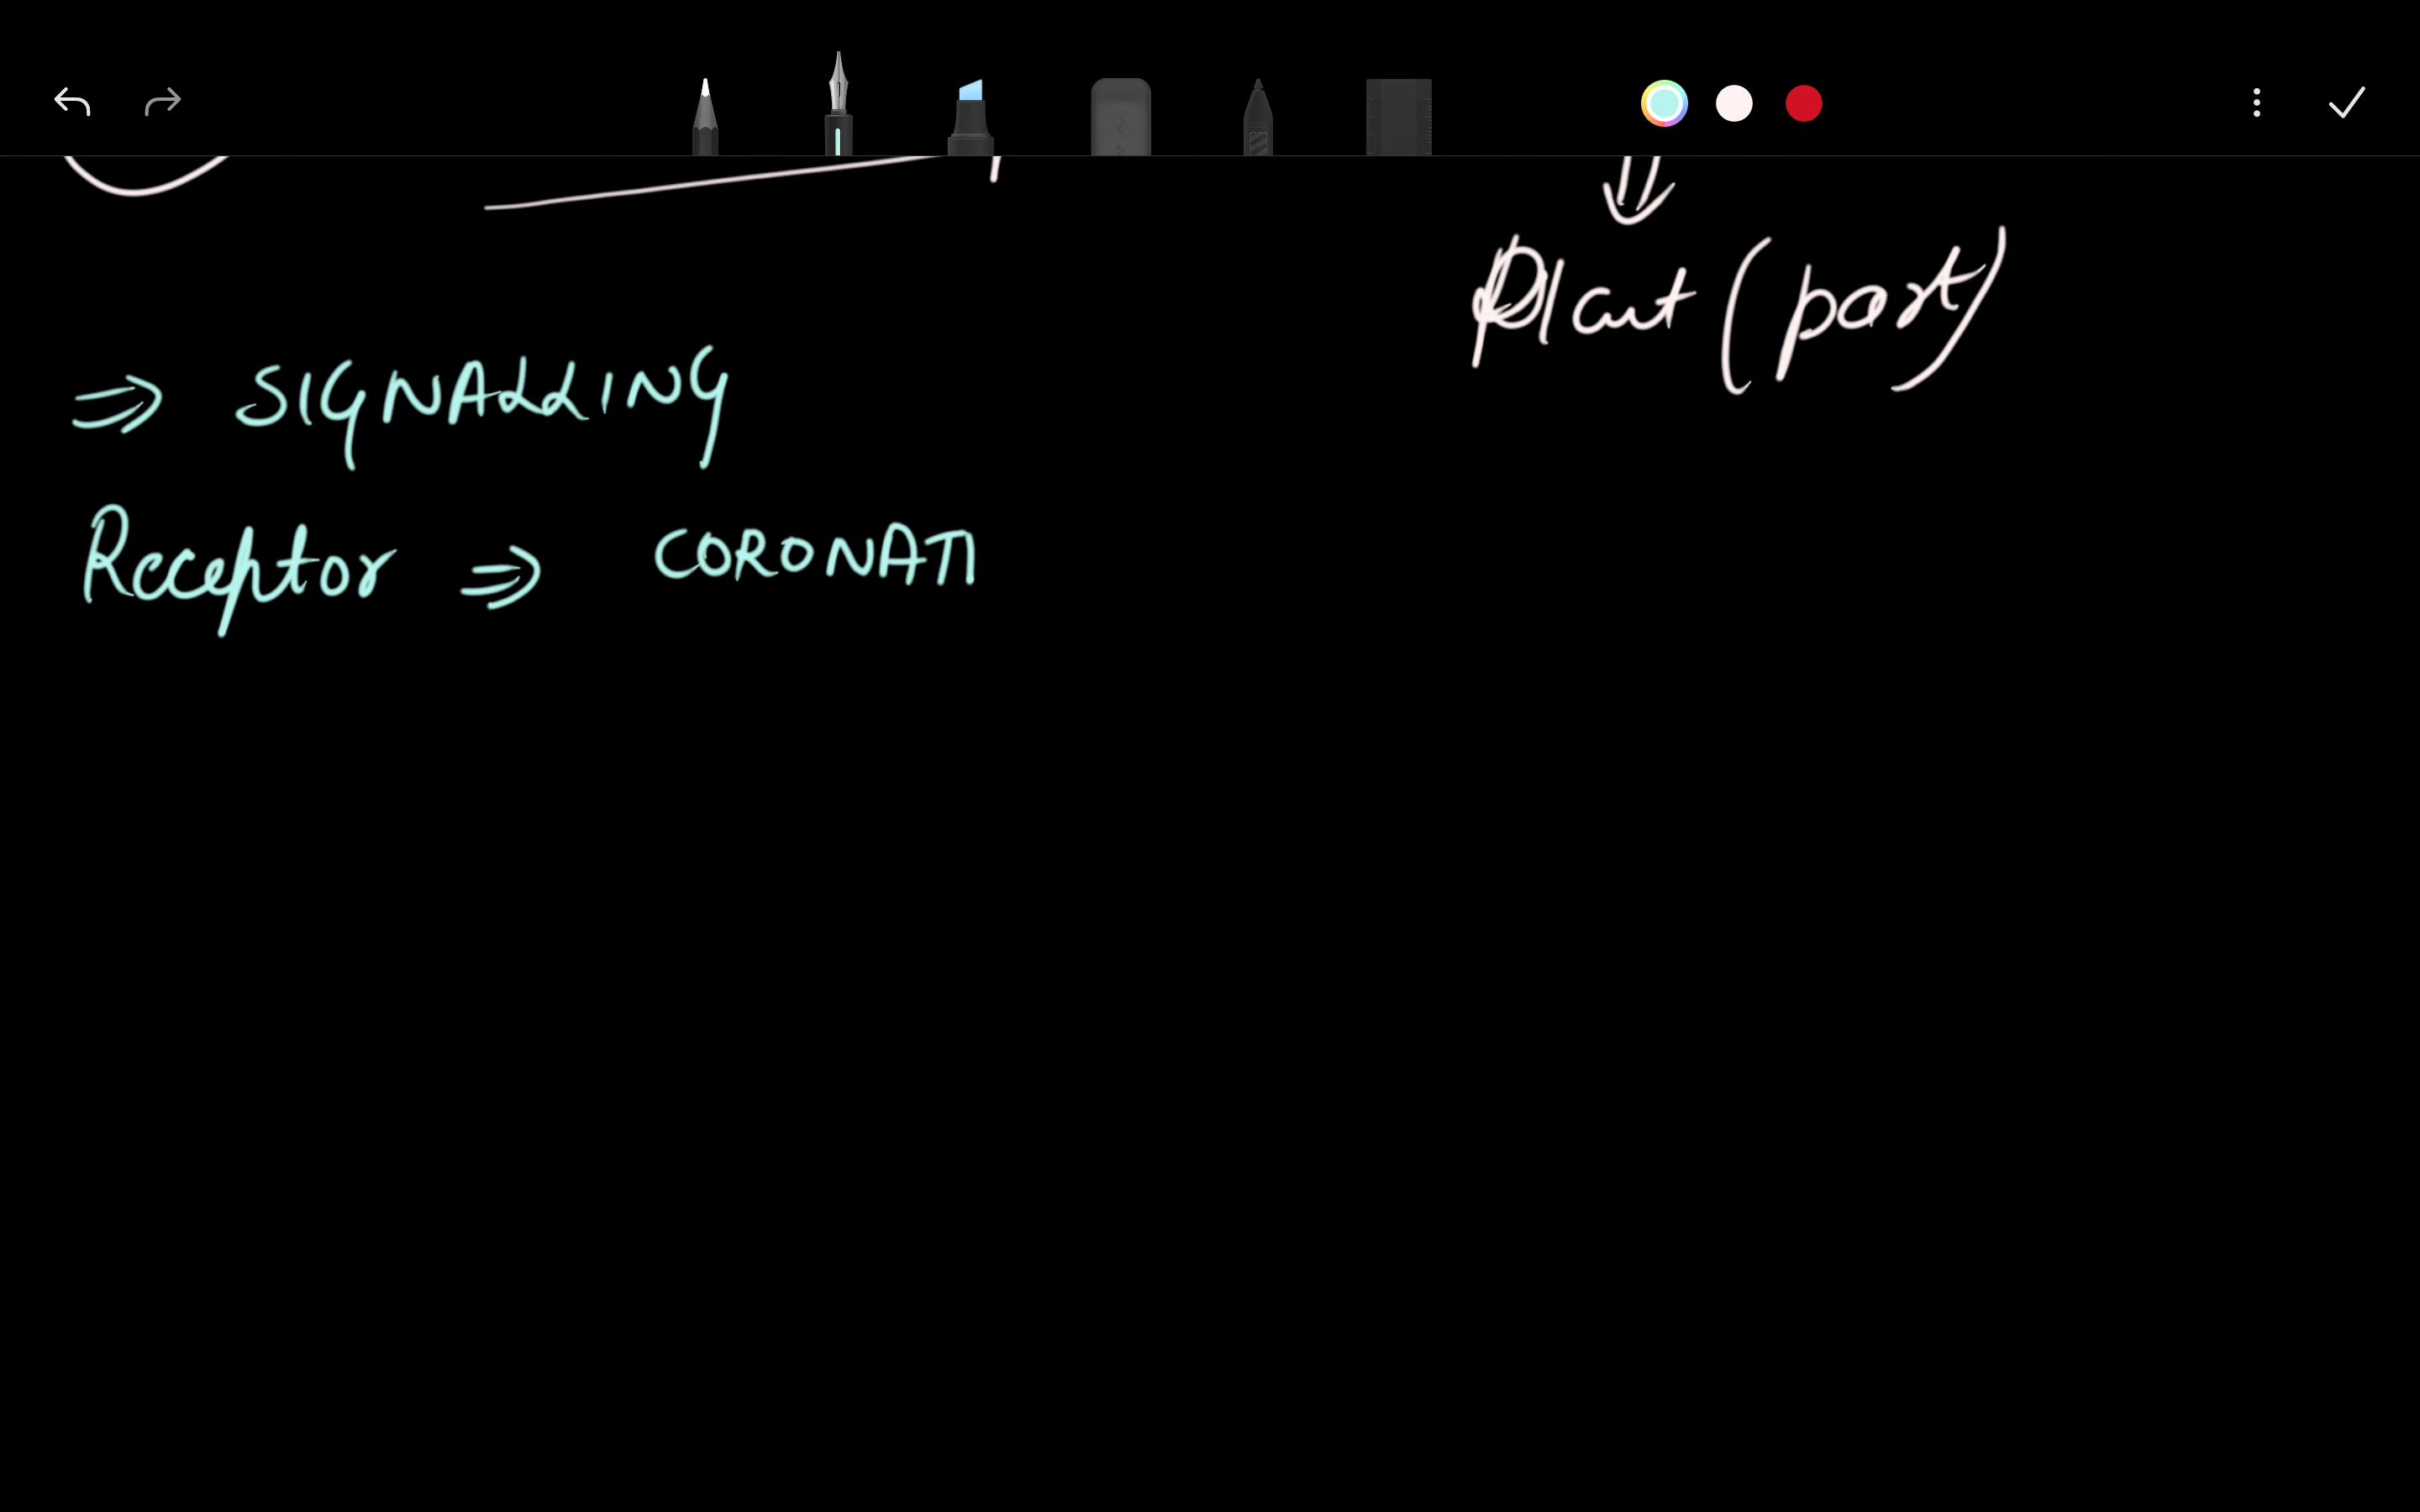 Plant (part)
⇒ SIGNALLING
Receptor ⇒ CORONATI